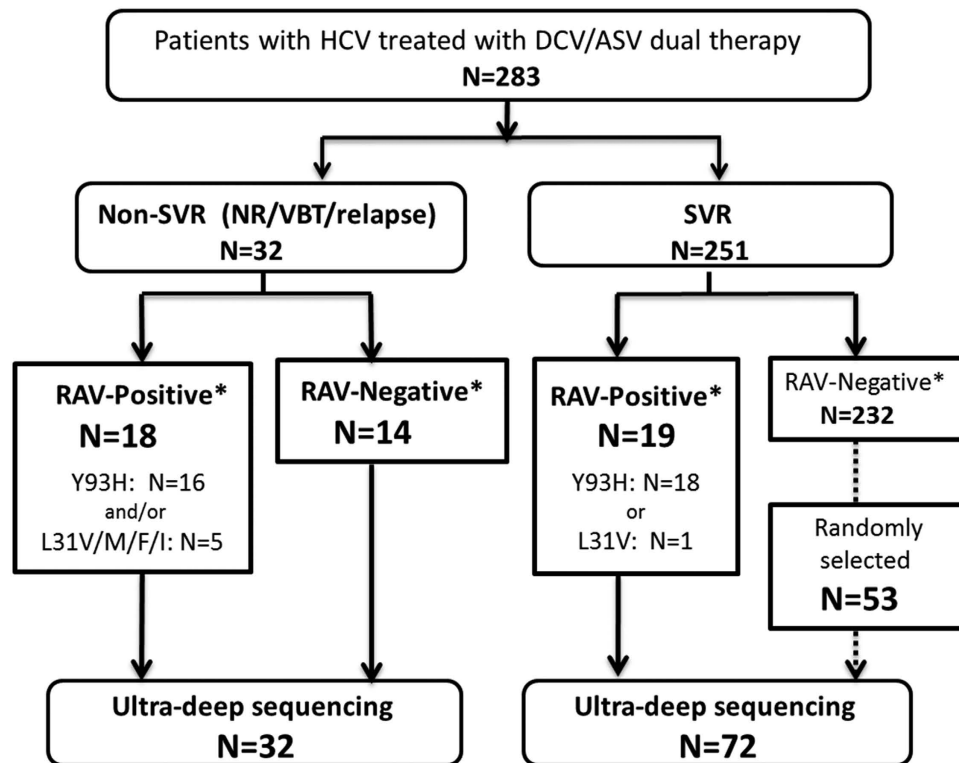 Patients with HCV treated with DCV/ASV dual therapy
N=283
Non-SVR (NR/VBT/relapse)
N=32
SVR
N=251
RAV-Positive*
N=18
Y93H: N=16
and/or
L31V/M/F/I: N=5
RAV-Negative*
N=14
RAV-Positive*
N=19
Y93H: N=18
or
L31V: N=1
RAV-Negative*
N=232
Randomly
selected
N=53
Ultra-deep sequencing
N=32
Ultra-deep sequencing
N=72